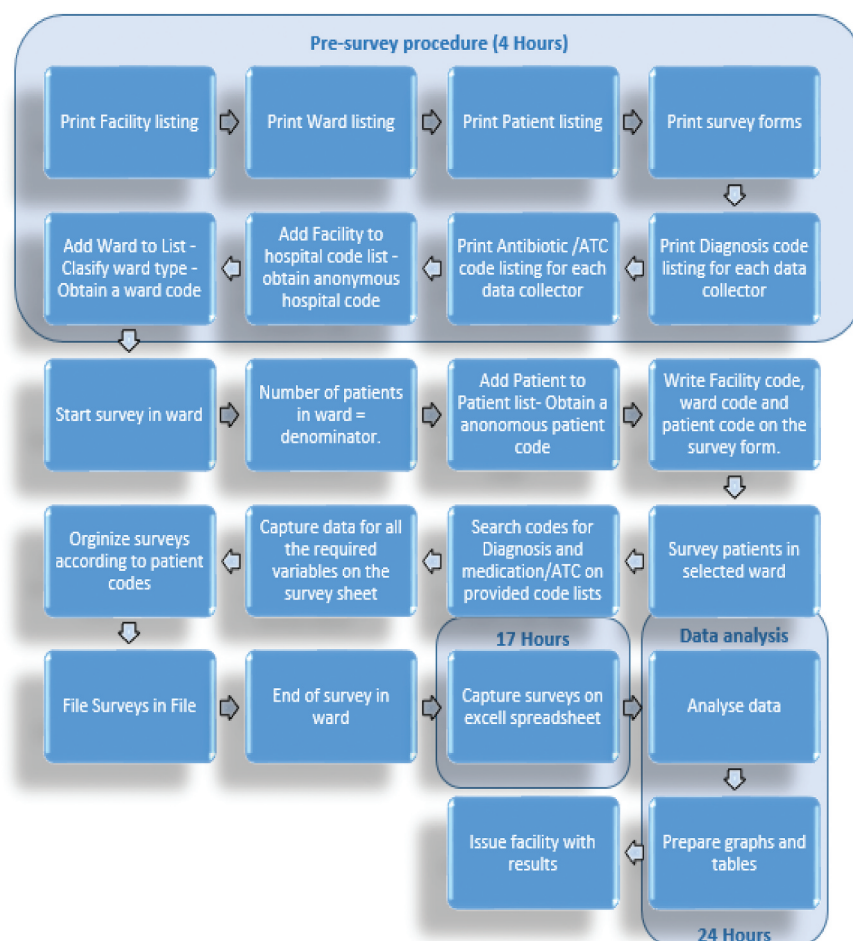 Pre-survey procedure (4 Hours)
Print Facility listing
Print Ward listing
Print Patient listing
Print survey forms
Print Diagnosis code
listing for each data
collector
Print Antibiotic /ATC
code listing for each
data collector
Add Facility to
hospital code list -
obtain anonymous
hospital code
Add Ward to List -
Clasify ward type -
Obtain a ward code
Start survey in ward
Number of patients
in ward =
denominator.
Add Patient to
Patient list- Obtain a
anonomous patient
code
Write Facility code,
ward code and
patient code on the
survey form.
Survey patients in
selected ward
Search codes for
Diagnosis and
medication/ATC on
provided code lists
Capture data for all
the required
variables on the
survey sheet
Orginize surveys
according to patient
codes
File Surveys in File
End of survey in
ward
17 Hours
Capture surveys on
excell spreadsheet
Data analysis
Analyse data
Prepare graphs and
tables
24 Hours
Issue facility with
results